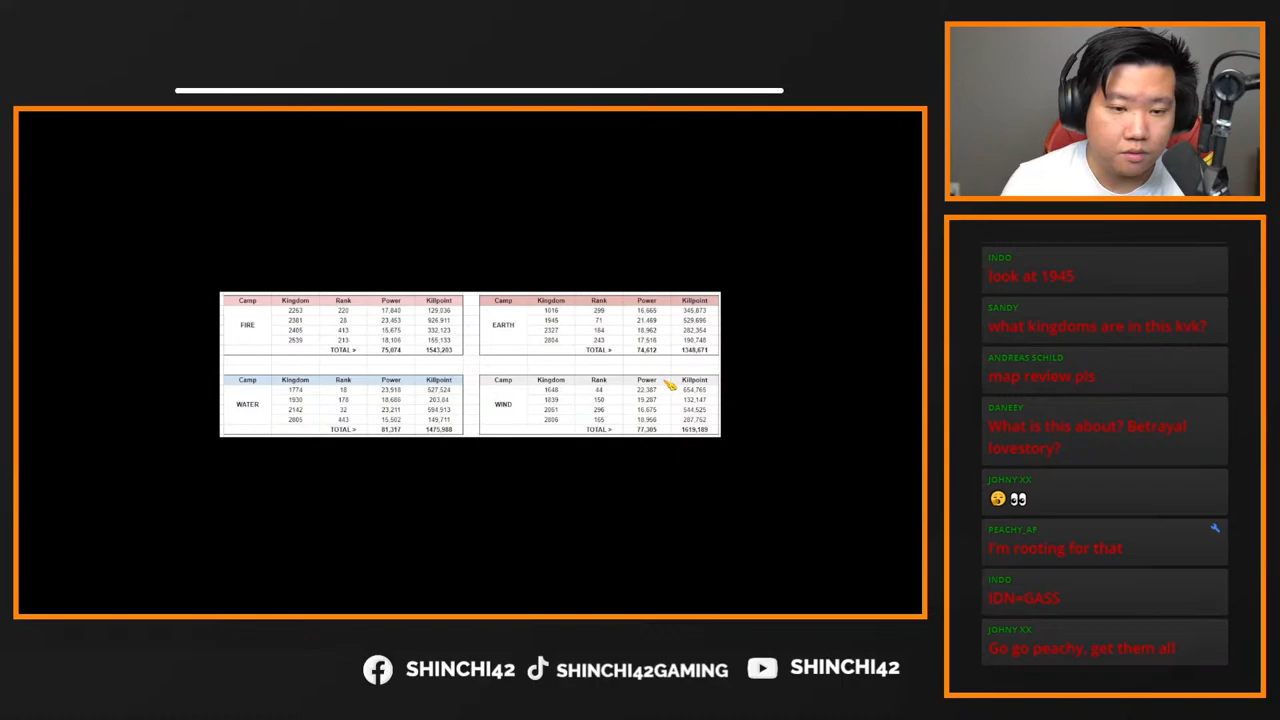 Camp Kingdom Rank Power Killpoint
FIRE
2253 220 17,840 129,036
2381 28 23,453 926,911
2405 413 15,675 332,123
2539 213 18,106 155,133
TOTAL > 75,074 1543,203
Camp Kingdom Rank Power Killpoint
EARTH
1016 299 16,665 345,873
1945 71 21,469 529,696
2327 184 18,962 282,354
2804 243 17,516 190,748
TOTAL > 74,612 1348,671
Camp Kingdom Rank Power Killpoint
WATER
1774 18 23,918 527,524
1930 178 18,686 203,84
2142 32 23,211 594,913
2805 443 15,502 149,711
TOTAL > 81,317 1475,988
Camp Kingdom Rank Power Killpoint
WIND
1648 44 22,387 654,765
1839 150 19,287 132,147
2051 296 16,675 544,525
2806 165 18,956 287,752
TOTAL > 77,305 1619,189
INDO
look at 1945
SANDY
what kingdoms are in this kvk?
ANDREAS SCHILD
map review pls
DANEEY
What is this about? Betrayal
lovestory?
JOHNY XX
PEACHY_AF
I'm rooting for that
INDO
IDN=GASS
JOHNY XX
Go go peachy, get them all
SHINCHI42
SHINCHI42GAMING
SHINCHI42